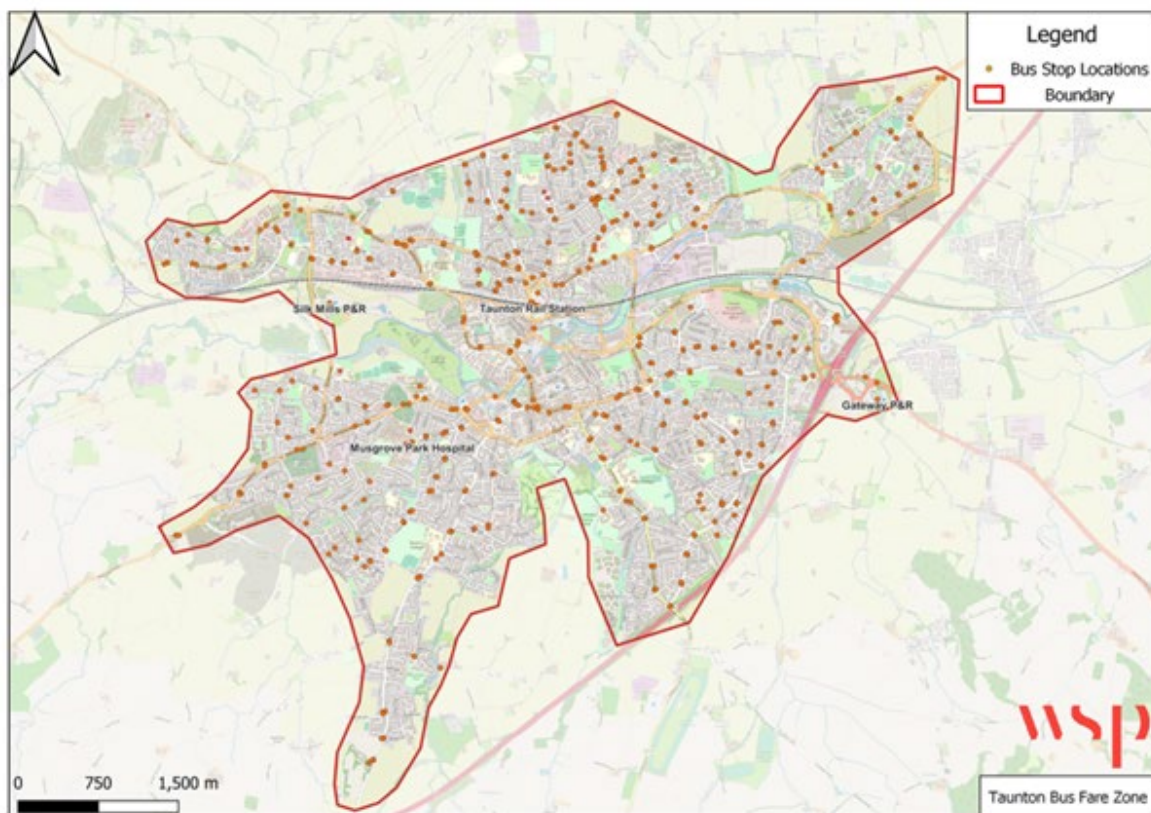 Legend
Bus Stop Locations
Boundary
Silk Mills P&R
Taunton Rail Station
Gateway P&R
Musgrove Park Hospital
wsp
0 750 1,500 m
Taunton Bus Fare Zone